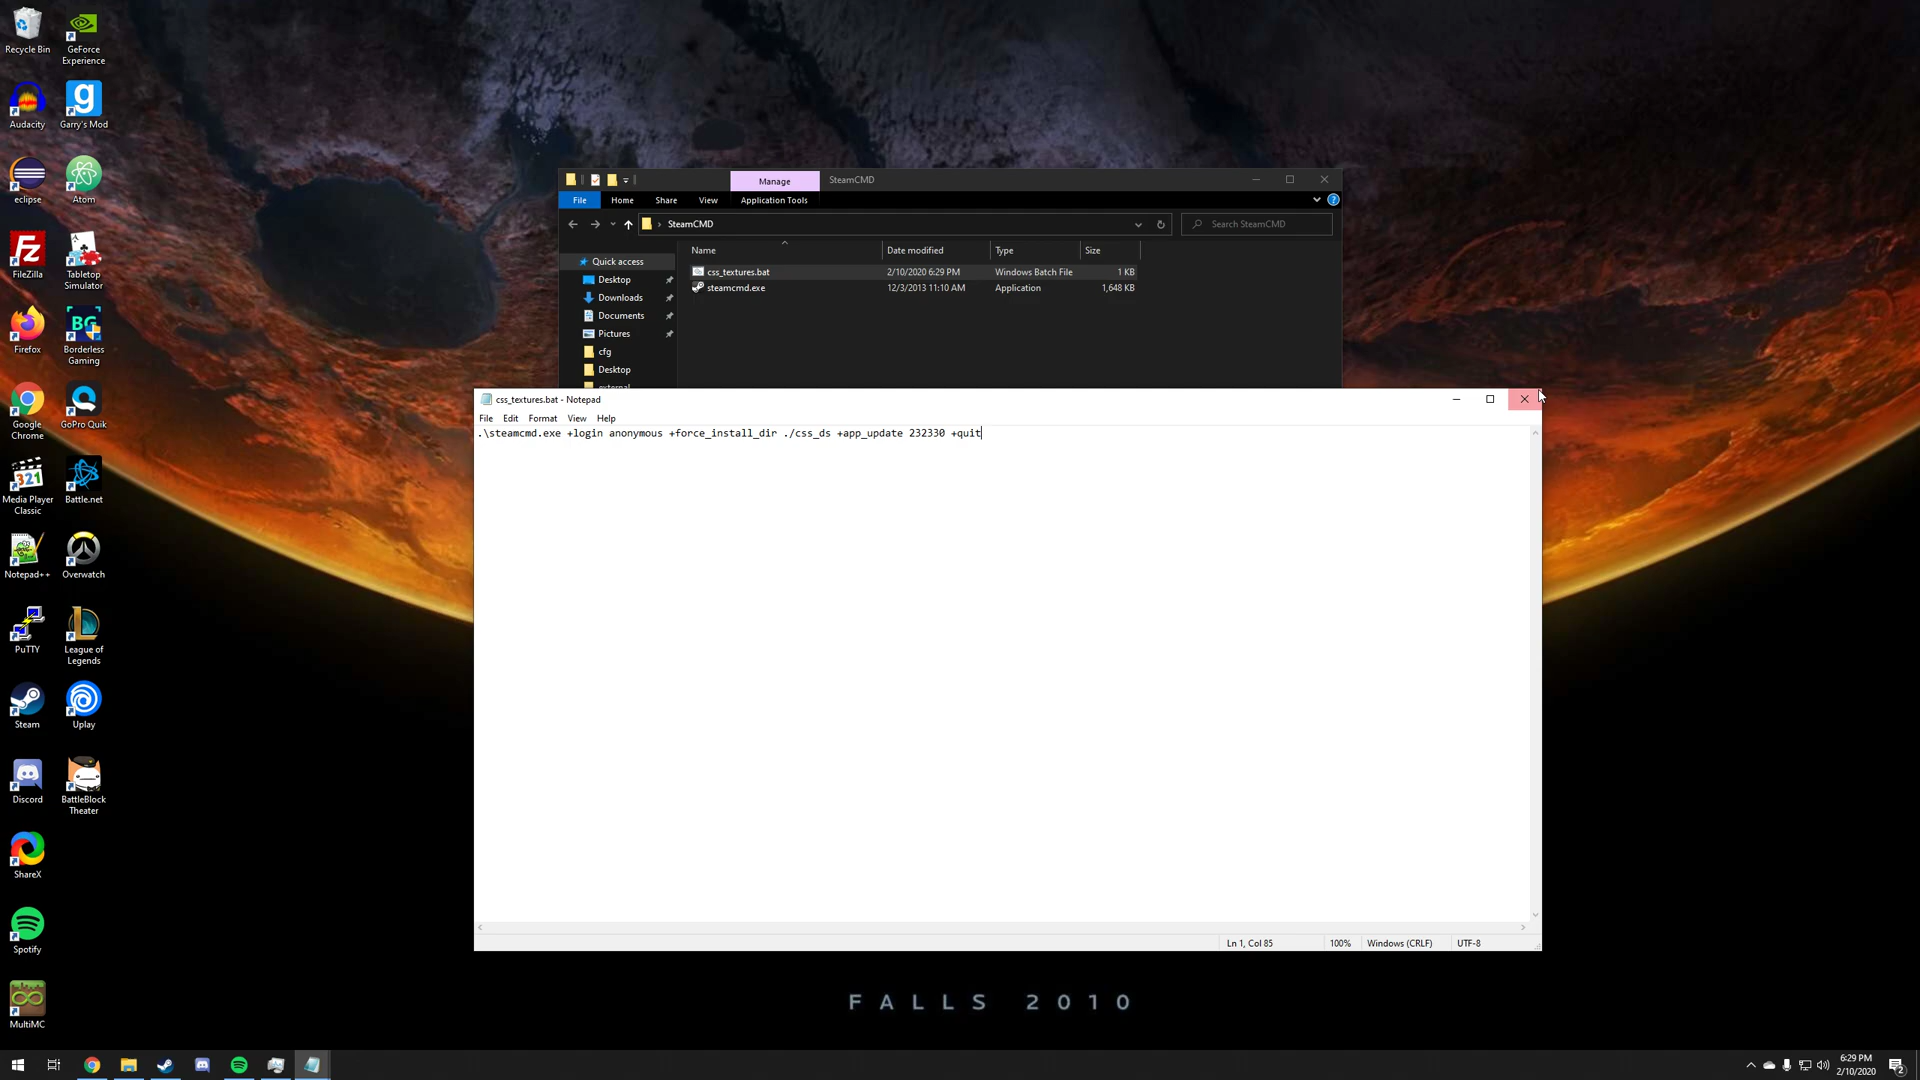 Recycle Bin
GeForce Experience
Audacity
Garry's Mod
eclipse
Atom
FileZilla
Tabletop Simulator
Firefox
Borderless Gaming
Google Chrome
GoPro Quik
Media Player Classic
Battle.net
Notepad++
Overwatch
PuTTY
League of Legends
Steam
Uplay
Discord
BattleBlock Theater
ShareX
Spotify
MultiMC
Manage
SteamCMD
File
Home
Share
View
Application Tools
SteamCMD
Search SteamCMD
Name
Date modified
Type
Size
Quick access
Desktop
Downloads
Documents
Pictures
cfg
Desktop
external
css_textures.bat 2/10/2020 6:29 PM Windows Batch File 1 KB
steamcmd.exe 12/3/2013 11:10 AM Application 1,648 KB
css_textures.bat - Notepad
File Edit Format View Help
.\steamcmd.exe +login anonymous +force_install_dir ./css_ds +app_update 232330 +quit
Ln 1, Col 85
100%
Windows (CRLF)
UTF-8
FALLS 2010
6:29 PM
2/10/2020
2